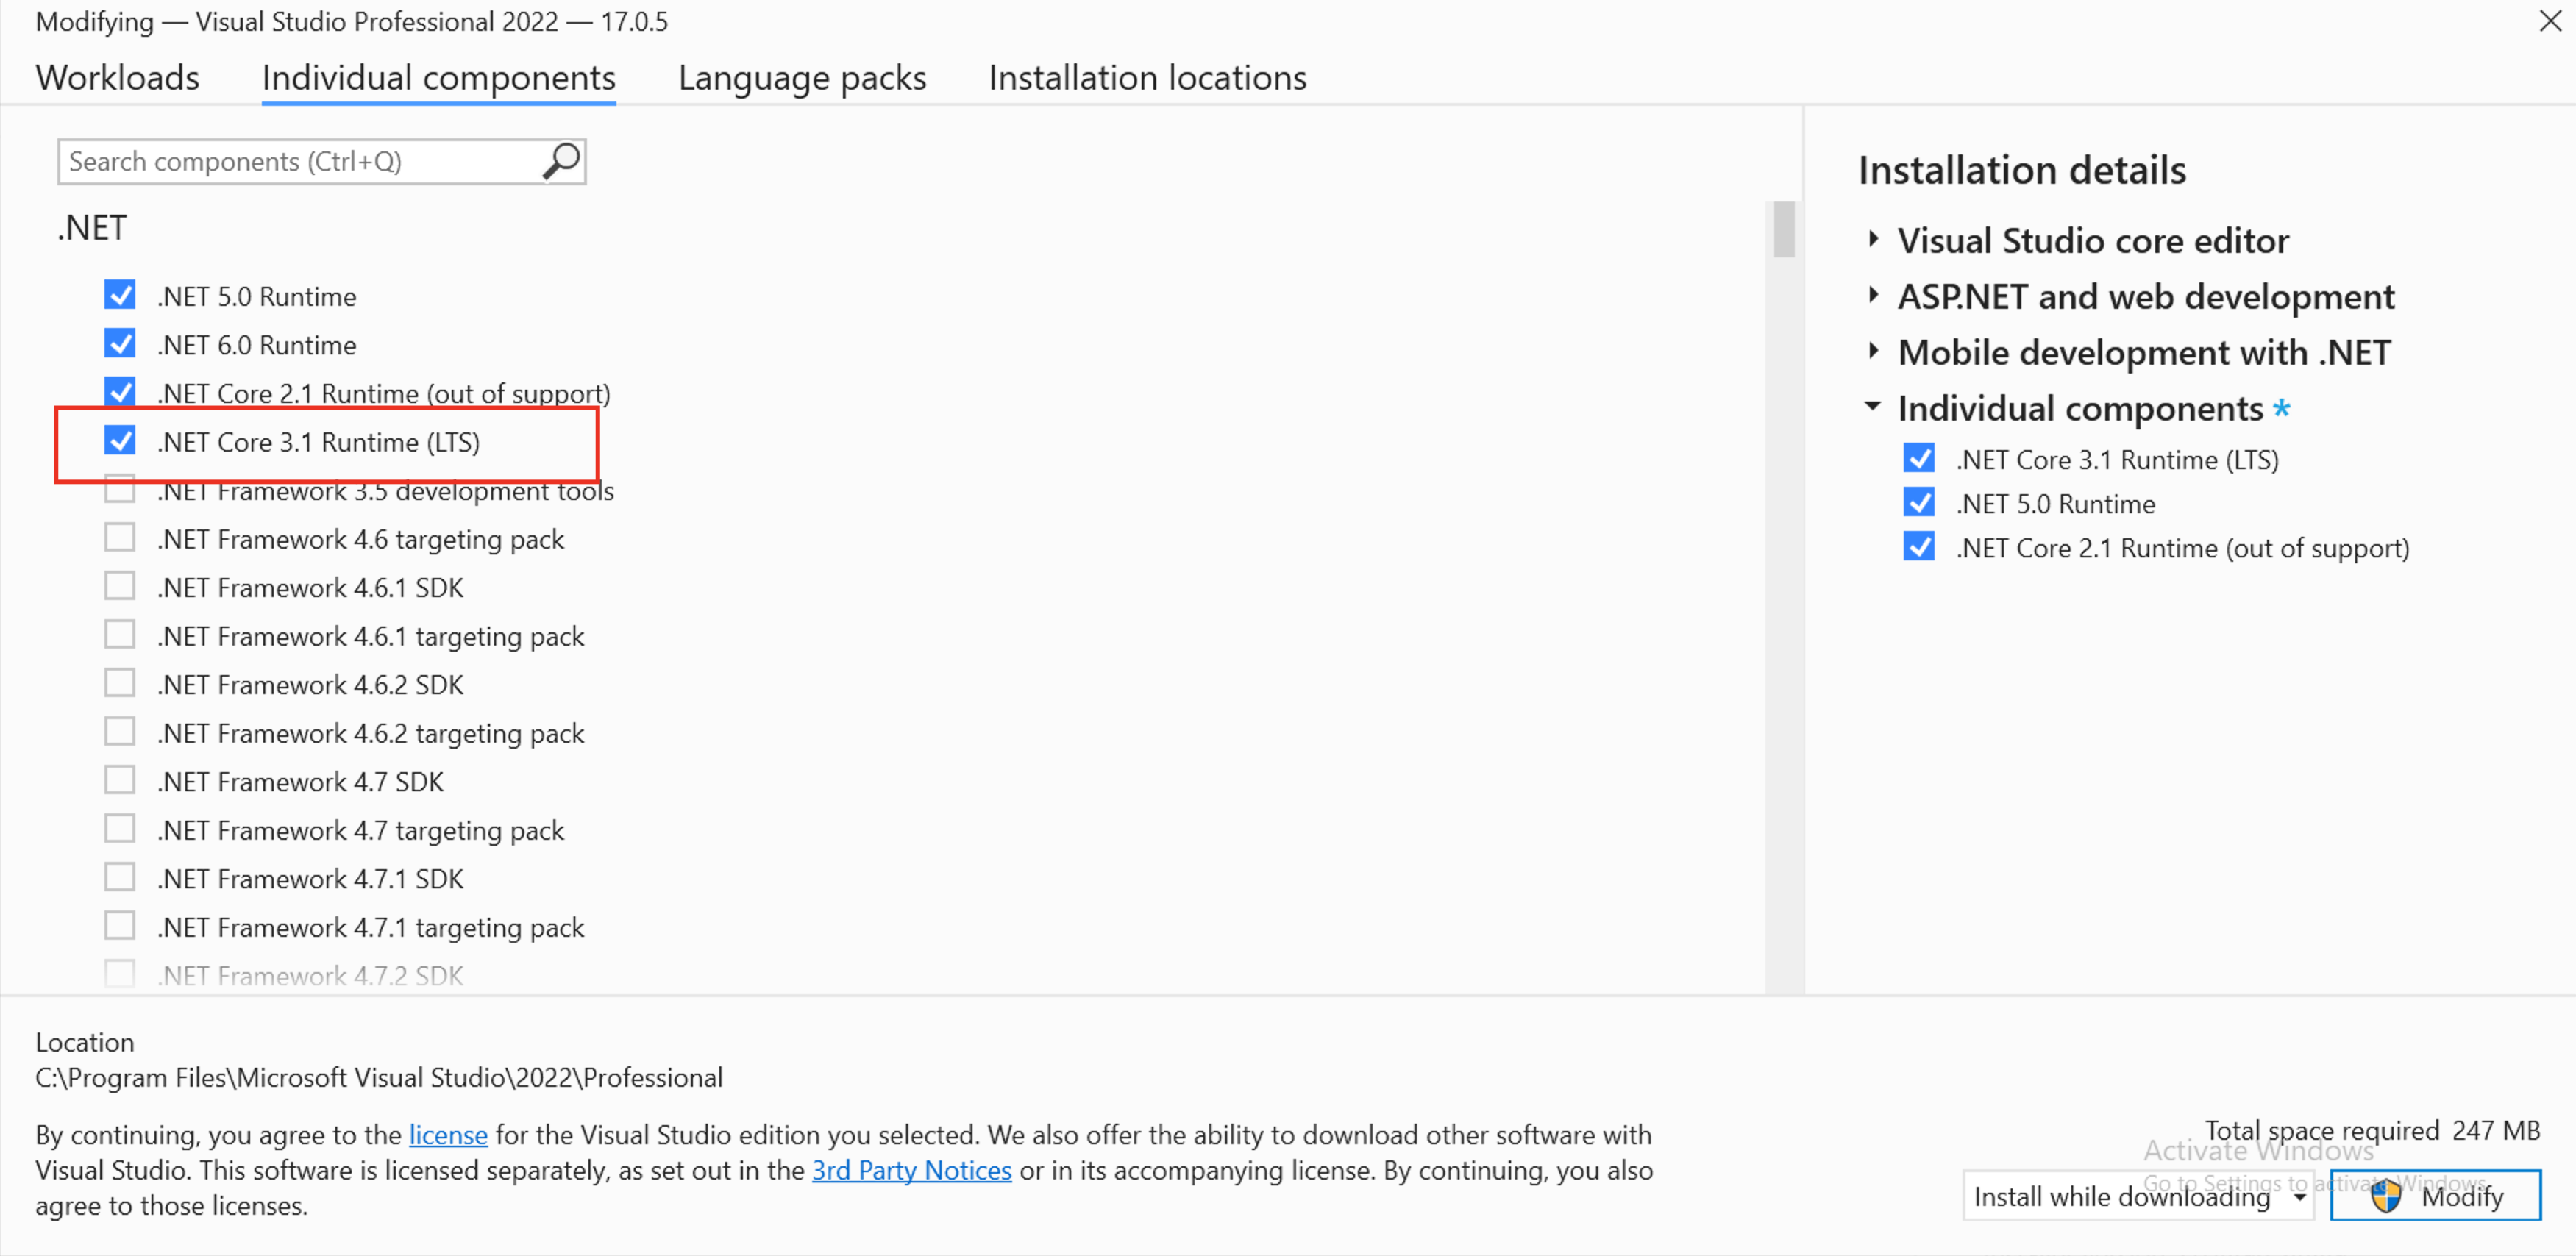 Modifying — Visual Studio Professional 2022 — 17.0.5
Workloads
Individual components
Language packs
Installation locations
Search components (Ctrl+Q)
.NET
.NET 5.0 Runtime
.NET 6.0 Runtime
.NET Core 2.1 Runtime (out of support)
.NET Core 3.1 Runtime (LTS)
.NET Framework 3.5 development tools
.NET Framework 4.6 targeting pack
.NET Framework 4.6.1 SDK
.NET Framework 4.6.1 targeting pack
.NET Framework 4.6.2 SDK
.NET Framework 4.6.2 targeting pack
.NET Framework 4.7 SDK
.NET Framework 4.7 targeting pack
.NET Framework 4.7.1 SDK
.NET Framework 4.7.1 targeting pack
.NET Framework 4.7.2 SDK
Installation details
Visual Studio core editor
ASP.NET and web development
Mobile development with .NET
Individual components *
.NET Core 3.1 Runtime (LTS)
.NET 5.0 Runtime
.NET Core 2.1 Runtime (out of support)
Location
C:\Program Files\Microsoft Visual Studio\2022\Professional
By continuing, you agree to the license for the Visual Studio edition you selected. We also offer the ability to download other software with
Visual Studio. This software is licensed separately, as set out in the 3rd Party Notices or in its accompanying license. By continuing, you also
agree to those licenses.
Total space required 247 MB
Activate Windows
Go to Settings to activate Windows.
Install while downloading
Modify